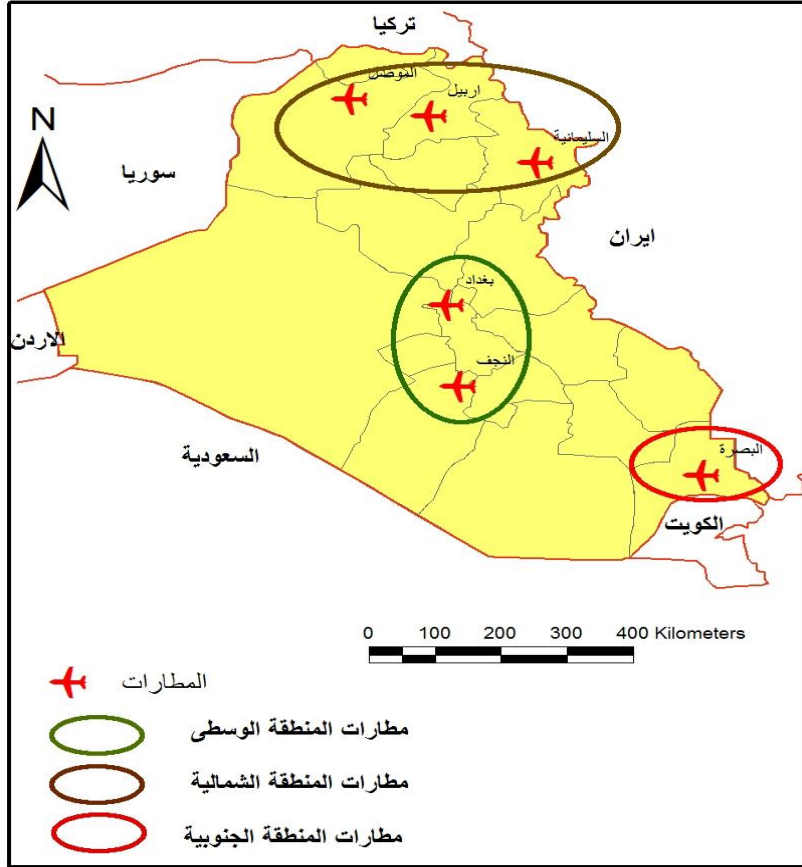 تركيا
الموصل
اربيل
السليمانية
N
سوريا
ايران
بغداد
الاردن
النجف
السعودية
البصرة
الكويت
0 100 200 300 400 Kilometers
المطارات
مطارات المنطقة الوسطى
مطارات المنطقة الشمالية
مطارات المنطقة الجنوبية